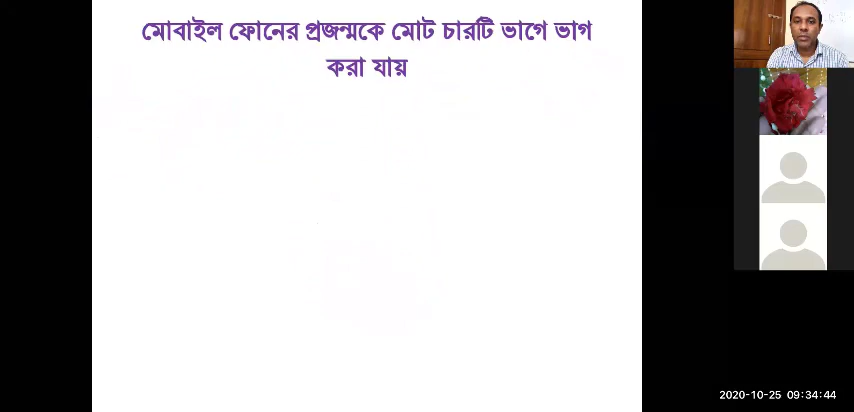 মোবাইল ফোনের প্রজন্মকে মোট চারটি ভাগে ভাগ
করা যায়
2020-10-25 09:34:44